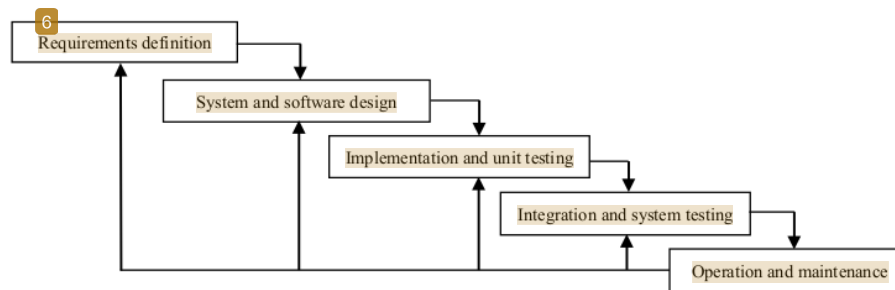 6
Requirements definition
System and software design
Implementation and unit testing
Integration and system testing
Operation and maintenance